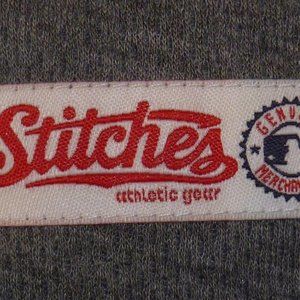 Stitches
athletic gear
GENU
MERCHA